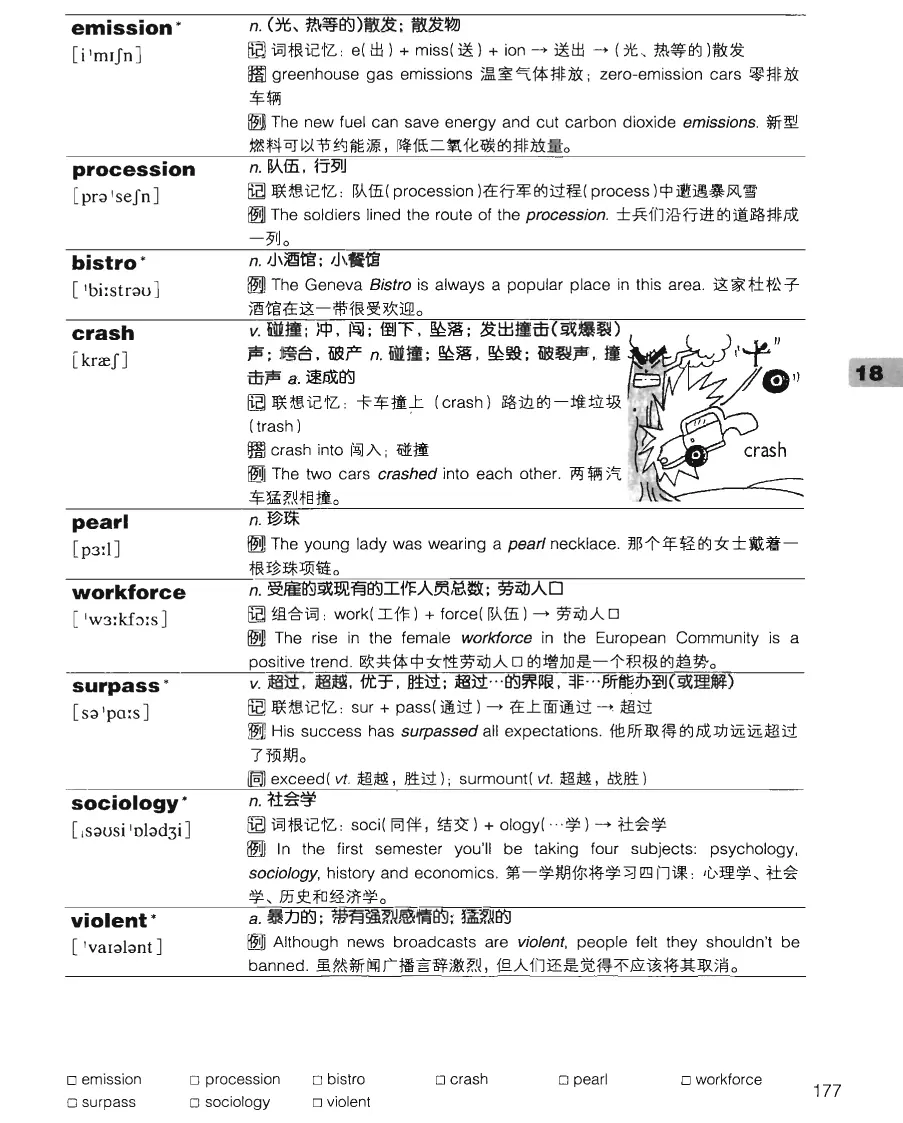 emission*
[iˈmɪʃn]
n. (光、热等的)散发；散发物
记 词根记忆：e(出) + miss(送) + ion → 送出 → (光、热等的)散发
搭 greenhouse gas emissions 温室气体排放；zero-emission cars 零排放
车辆
例 The new fuel can save energy and cut carbon dioxide emissions. 新型
燃料可以节约能源，降低二氧化碳的排放量。
procession
[prəˈseʃn]
n. 队伍，行列
记 联想记忆：队伍(procession)在行军的过程(process)中遭遇暴风雪
例 The soldiers lined the route of the procession. 士兵们沿行进的道路排成
一列。
bistro*
[ˈbiːstrəʊ]
n. 小酒馆；小餐馆
例 The Geneva Bistro is always a popular place in this area. 这家杜松子
酒馆在这一带很受欢迎。
crash
[kræʃ]
v. 碰撞；冲，闯；倒下，坠落；发出撞击(或爆裂)
声；垮台，破产 n. 碰撞；坠落，坠毁；破裂声，撞
击声 a. 速成的
记 联想记忆：卡车撞上（crash）路边的一堆垃圾
(trash)
搭 crash into 闯入；碰撞
例 The two cars crashed into each other. 两辆汽
车猛烈相撞。
crash
18
pearl
[pɜːl]
n. 珍珠
例 The young lady was wearing a pearl necklace. 那个年轻的女士戴着一
根珍珠项链。
workforce
[ˈwɜːkfɔːs]
n. 受雇的或现有的工作人员总数；劳动人口
记 组合词：work(工作) + force(队伍) → 劳动人口
例 The rise in the female workforce in the European Community is a
positive trend. 欧共体中女性劳动人口的增加是一个积极的趋势。
surpass*
[səˈpɑːs]
v. 超过，超越，优于，胜过；超过…的界限，非…所能办到(或理解)
记 联想记忆：sur + pass(通过) → 在上面通过 → 超过
例 His success has surpassed all expectations. 他所取得的成功远远超过
了预期。
同 exceed(vt. 超越，胜过)；surmount(vt. 超越，战胜)
sociology*
[ˌsəʊsiˈɒlədʒi]
n. 社会学
记 词根记忆：soci(同伴，结交) + ology(…学) → 社会学
例 In the first semester you'll be taking four subjects: psychology,
sociology, history and economics. 第一学期你将学习四门课：心理学、社会
学、历史和经济学。
violent*
[ˈvaɪələnt]
a. 暴力的；带有强烈感情的；猛烈的
例 Although news broadcasts are violent, people felt they shouldn't be
banned. 虽然新闻广播言辞激烈，但人们还是觉得不应该将其取消。
□ emission □ procession □ bistro □ crash □ pearl □ workforce
□ surpass □ sociology □ violent
177